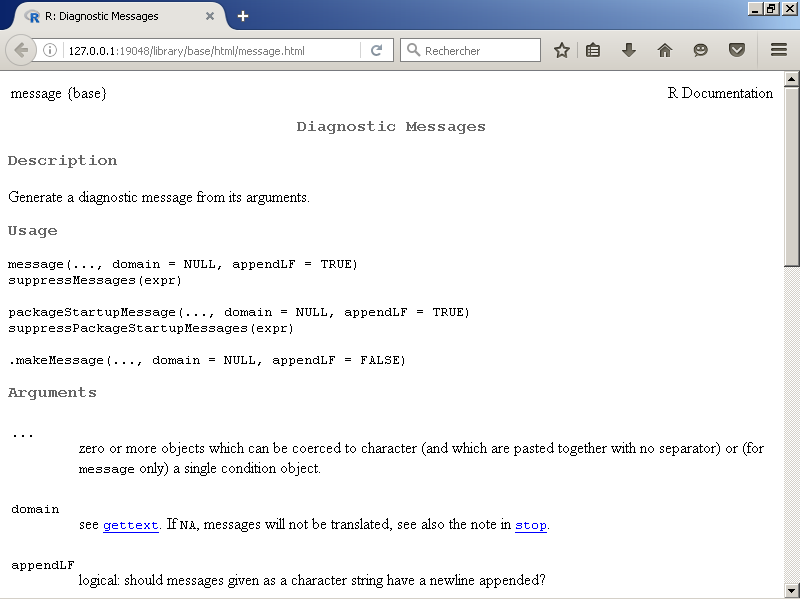 R: Diagnostic Messages
127.0.0.1:19048/library/base/html/message.html
Rechercher
message {base}
R Documentation
Diagnostic Messages
Description
Generate a diagnostic message from its arguments.
Usage
message(..., domain = NULL, appendLF = TRUE)
suppressMessages(expr)
packageStartupMessage(..., domain = NULL, appendLF = TRUE)
suppressPackageStartupMessages(expr)
.makeMessage(..., domain = NULL, appendLF = FALSE)
Arguments
...
zero or more objects which can be coerced to character (and which are pasted together with no separator) or (for
message only) a single condition object.
domain
see gettext. If NA, messages will not be translated, see also the note in stop.
appendLF
logical: should messages given as a character string have a newline appended?